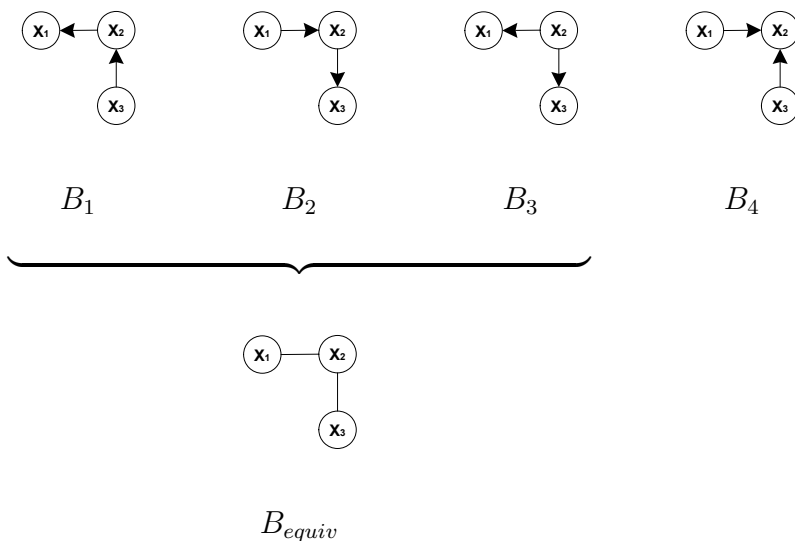 X₁ X₂ X₁ X₂ X₁ X₂ X₁ X₂
X₃ X₃ X₃ X₃
B₁ B₂ B₃ B₄
X₁ X₂
X₃
B_equiv